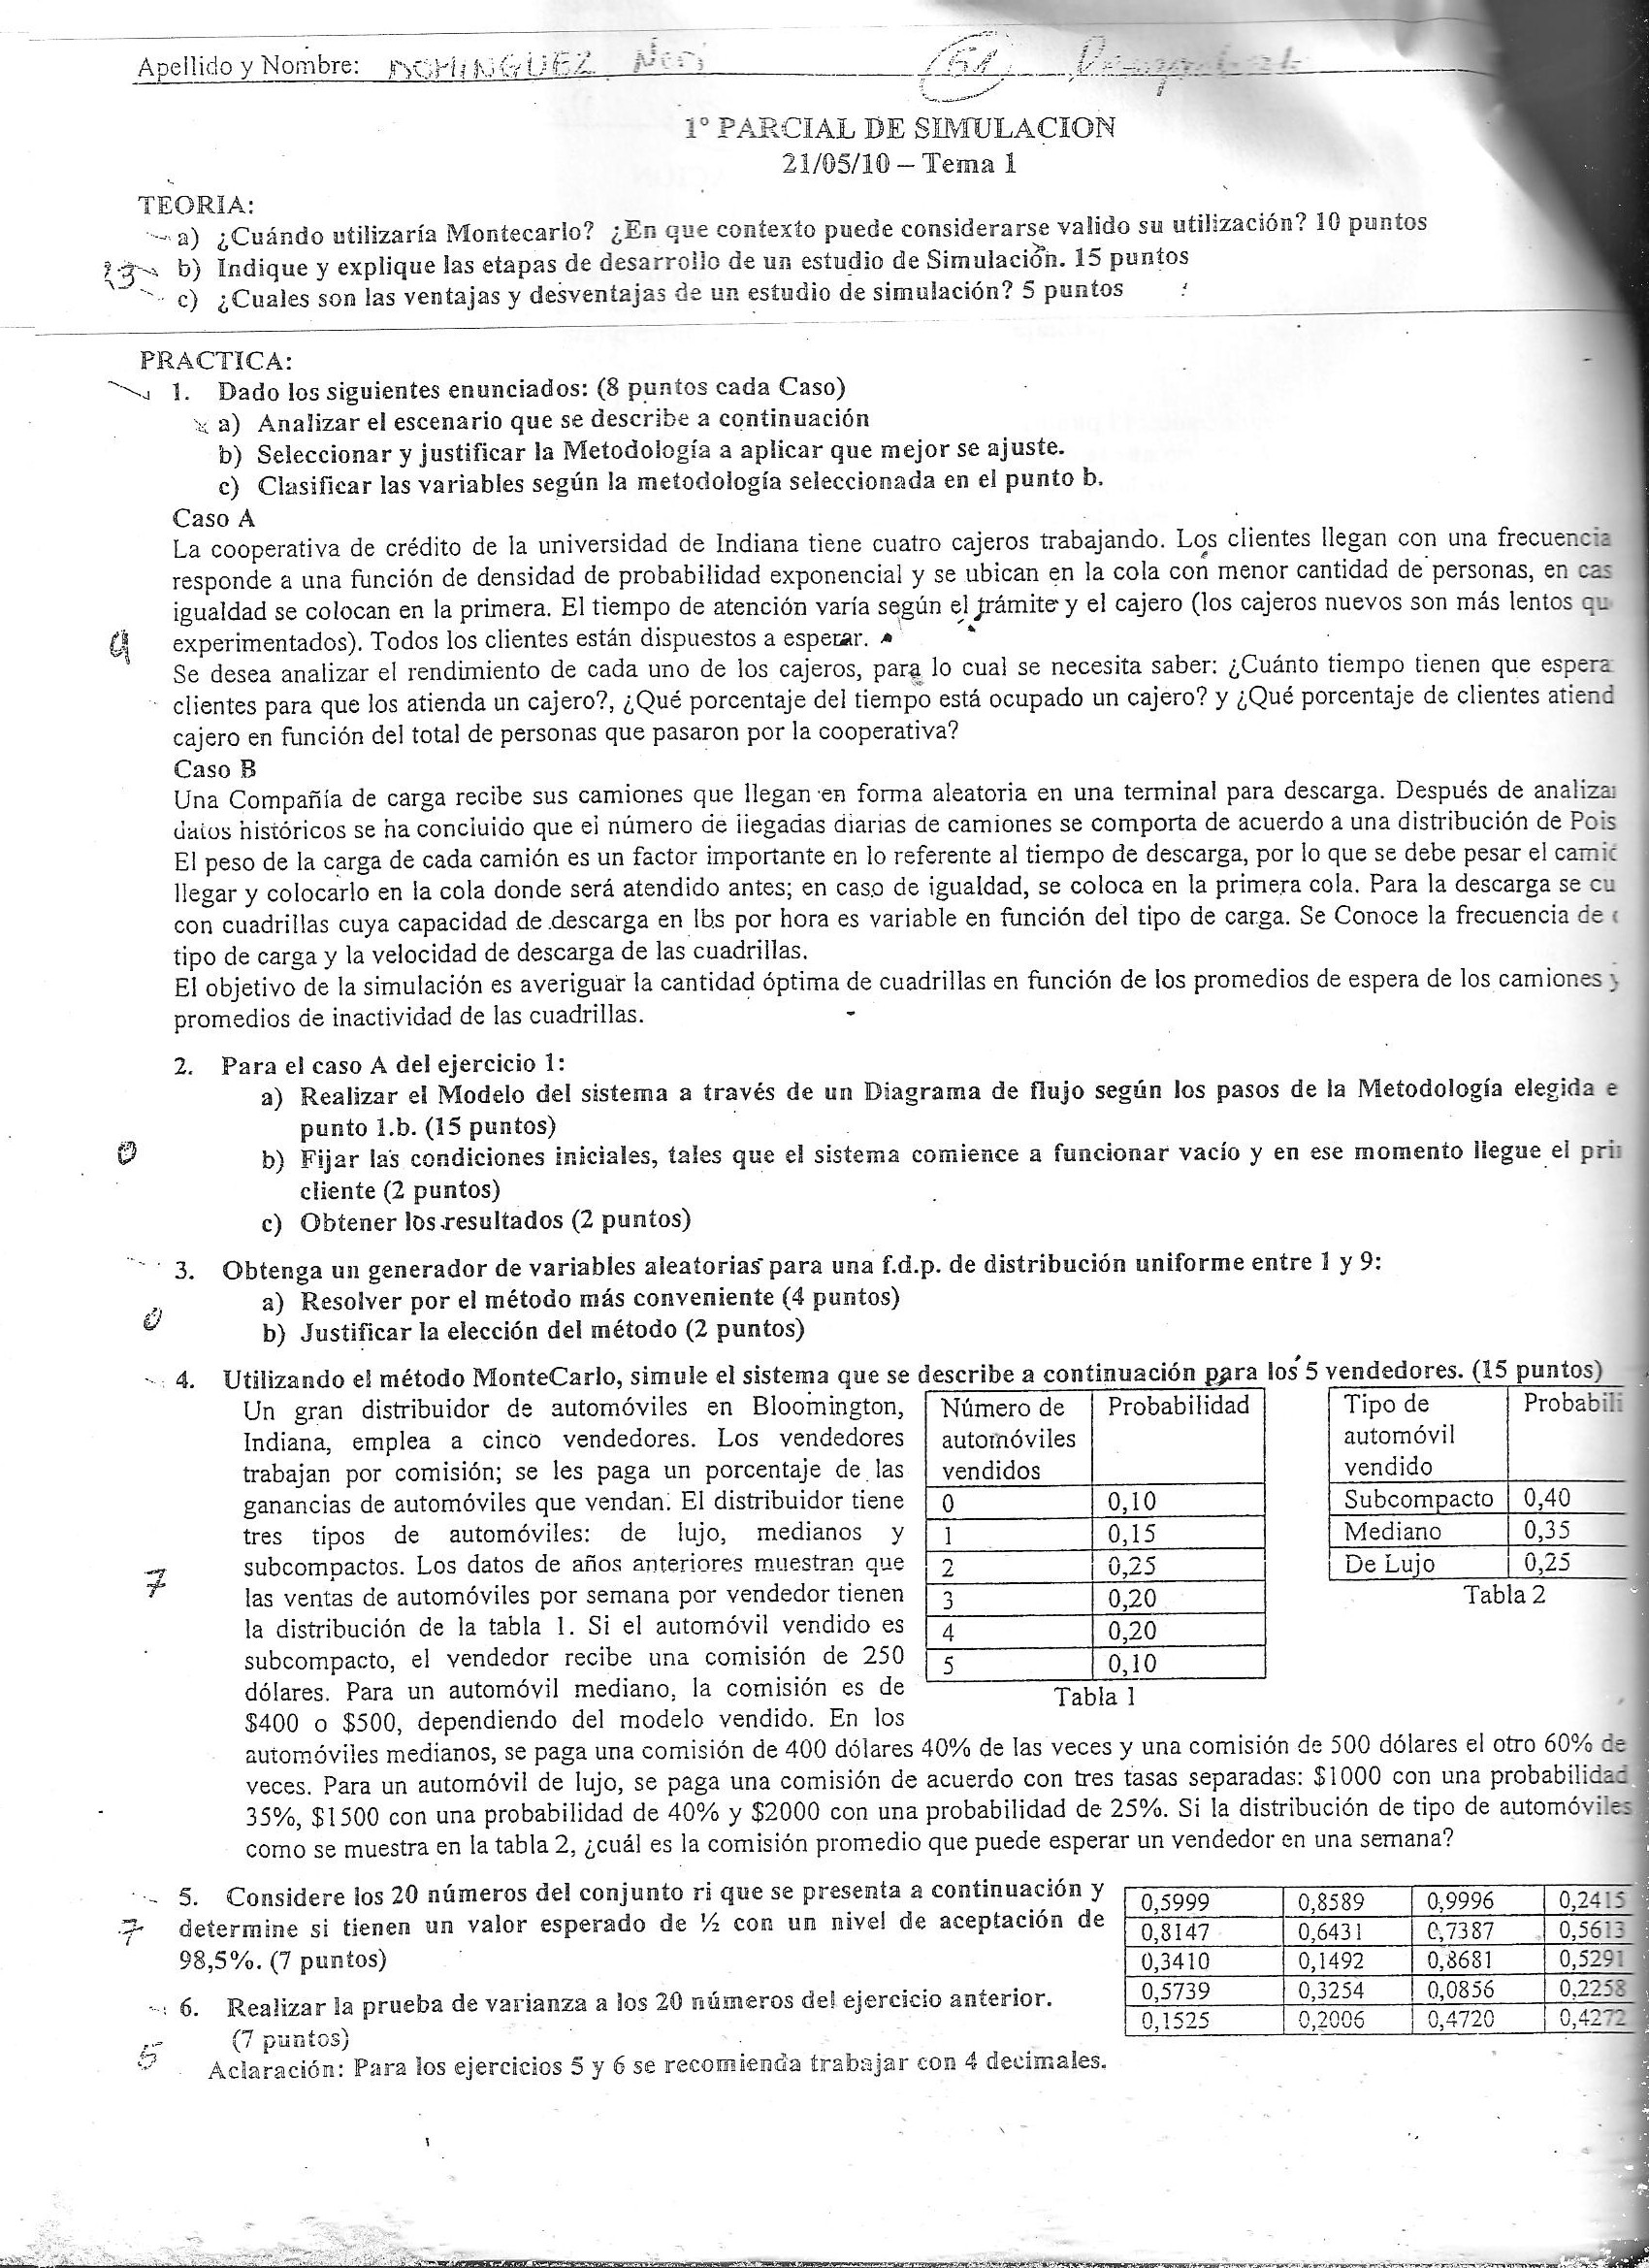 Apellido y Nombre: DOMINGUEZ
1° PARCIAL DE SIMULACION
21/05/10 – Tema 1
TEORIA:
a) ¿Cuándo utilizaría Montecarlo? ¿En que contexto puede considerarse valido su utilización? 10 puntos
b) Indique y explique las etapas de desarrollo de un estudio de Simulación. 15 puntos
c) ¿Cuales son las ventajas y desventajas de un estudio de simulación? 5 puntos
PRACTICA:
1. Dado los siguientes enunciados: (8 puntos cada Caso)
a) Analizar el escenario que se describe a continuación
b) Seleccionar y justificar la Metodología a aplicar que mejor se ajuste.
c) Clasificar las variables según la metodología seleccionada en el punto b.
Caso A
La cooperativa de crédito de la universidad de Indiana tiene cuatro cajeros trabajando. Los clientes llegan con una frecuencia
responde a una función de densidad de probabilidad exponencial y se ubican en la cola con menor cantidad de personas, en cas
igualdad se colocan en la primera. El tiempo de atención varía según el trámite y el cajero (los cajeros nuevos son más lentos qu
9
experimentados). Todos los clientes están dispuestos a esperar.
Se desea analizar el rendimiento de cada uno de los cajeros, para lo cual se necesita saber: ¿Cuánto tiempo tienen que espera
clientes para que los atienda un cajero?, ¿Qué porcentaje del tiempo está ocupado un cajero? y ¿Qué porcentaje de clientes atiend
cajero en función del total de personas que pasaron por la cooperativa?
Caso B
Una Compañía de carga recibe sus camiones que llegan en forma aleatoria en una terminal para descarga. Después de analizar
datos históricos se ha concluido que el número de llegadas diarias de camiones se comporta de acuerdo a una distribución de Pois
El peso de la carga de cada camión es un factor importante en lo referente al tiempo de descarga, por lo que se debe pesar el camió
llegar y colocarlo en la cola donde será atendido antes; en caso de igualdad, se coloca en la primera cola. Para la descarga se cu
con cuadrillas cuya capacidad de descarga en lbs por hora es variable en función del tipo de carga. Se Conoce la frecuencia de
tipo de carga y la velocidad de descarga de las cuadrillas.
El objetivo de la simulación es averiguar la cantidad óptima de cuadrillas en función de los promedios de espera de los camiones y
promedios de inactividad de las cuadrillas.
2. Para el caso A del ejercicio 1:
a) Realizar el Modelo del sistema a través de un Diagrama de flujo según los pasos de la Metodología elegida e
punto 1.b. (15 puntos)
0
b) Fijar las condiciones iniciales, tales que el sistema comience a funcionar vacío y en ese momento llegue el pri
cliente (2 puntos)
c) Obtener los resultados (2 puntos)
3. Obtenga un generador de variables aleatorias para una f.d.p. de distribución uniforme entre 1 y 9:
a) Resolver por el método más conveniente (4 puntos)
0
b) Justificar la elección del método (2 puntos)
4. Utilizando el método MonteCarlo, simule el sistema que se describe a continuación para los 5 vendedores. (15 puntos)
Un gran distribuidor de automóviles en Bloomington,
Indiana, emplea a cinco vendedores. Los vendedores
trabajan por comisión; se les paga un porcentaje de las
ganancias de automóviles que vendan. El distribuidor tiene
tres tipos de automóviles: de lujo, medianos y
subcompactos. Los datos de años anteriores muestran que
7
las ventas de automóviles por semana por vendedor tienen
la distribución de la tabla 1. Si el automóvil vendido es
subcompacto, el vendedor recibe una comisión de 250
dólares. Para un automóvil mediano, la comisión es de
$400 o $500, dependiendo del modelo vendido. En los
Número de Probabilidad
automóviles
vendidos
0 0,10
1 0,15
2 0,25
3 0,20
4 0,20
5 0,10
Tabla 1
Tipo de Probabili
automóvil
vendido
Subcompacto 0,40
Mediano 0,35
De Lujo 0,25
Tabla 2
automóviles medianos, se paga una comisión de 400 dólares 40% de las veces y una comisión de 500 dólares el otro 60% de
veces. Para un automóvil de lujo, se paga una comisión de acuerdo con tres tasas separadas: $1000 con una probabilidad
35%, $1500 con una probabilidad de 40% y $2000 con una probabilidad de 25%. Si la distribución de tipo de automóviles
como se muestra en la tabla 2, ¿cuál es la comisión promedio que puede esperar un vendedor en una semana?
5. Considere los 20 números del conjunto ri que se presenta a continuación y
7
determine si tienen un valor esperado de ½ con un nivel de aceptación de
98,5%. (7 puntos)
6. Realizar la prueba de varianza a los 20 números del ejercicio anterior.
(7 puntos)
5
Aclaración: Para los ejercicios 5 y 6 se recomienda trabajar con 4 decimales.
0,5999 0,8589 0,9996 0,2415
0,8147 0,6431 0,7387 0,5613
0,3410 0,1492 0,8681 0,5291
0,5739 0,3254 0,0856 0,2258
0,1525 0,2006 0,4720 0,4272